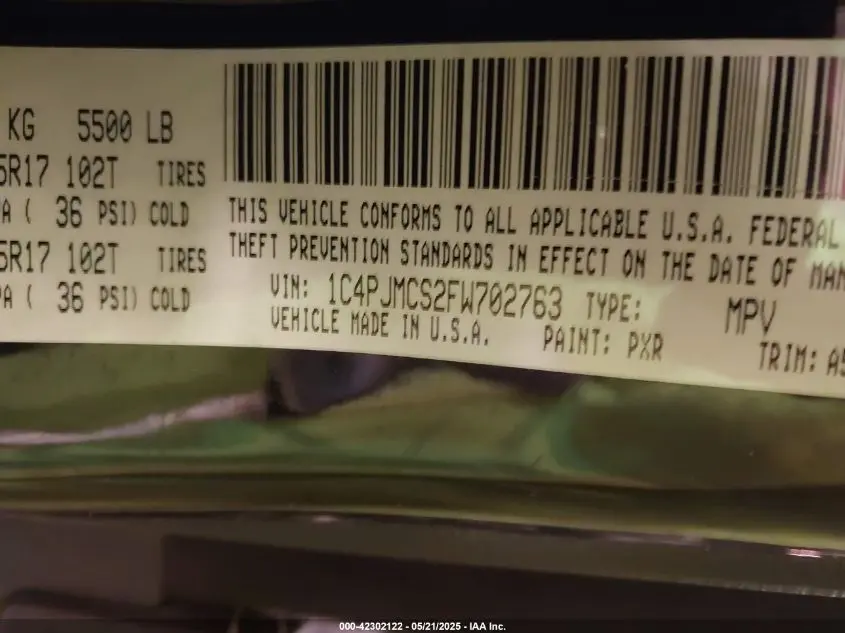 KG 5500 LB
5R17 102T TIRES
A ( 36 PSI) COLD
5R17 102T TIRES
PA ( 36 PSI) COLD
THIS VEHICLE CONFORMS TO ALL APPLICABLE U.S.A. FEDERAL
THEFT PREVENTION STANDARDS IN EFFECT ON THE DATE OF MAN
VIN: 1C4PJMCS2FW702763 TYPE: MPV
VEHICLE MADE IN U.S.A. PAINT: PXR TRIM: A5
000-42302122 - 05/21/2025 - IAA Inc.